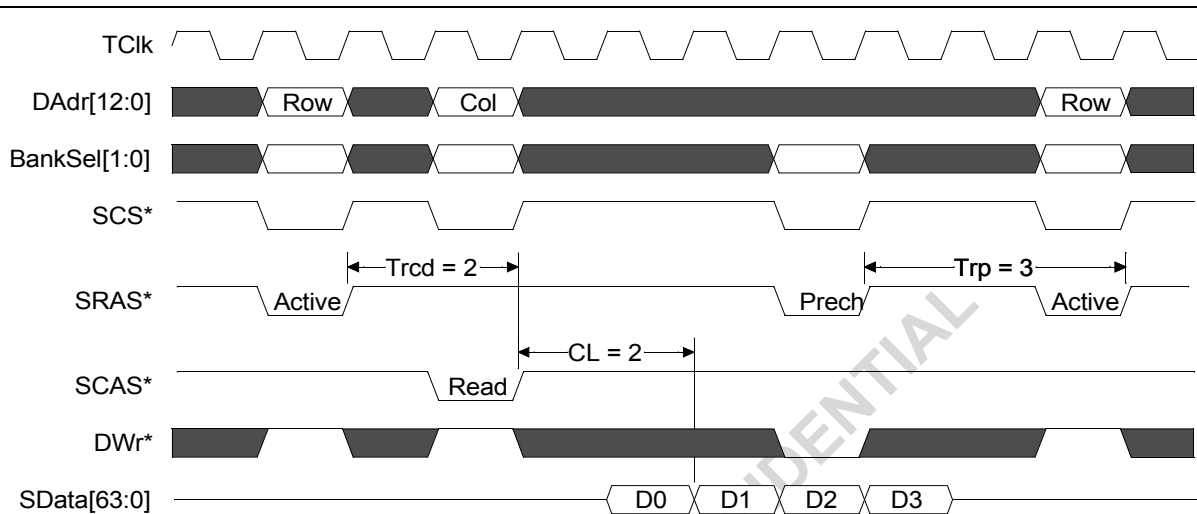 TClk
DAdr[12:0] Row Col Row
BankSel[1:0]
SCS*
Trcd = 2 Trp = 3
SRAS* Active Prech Active
CL = 2
SCAS* Read
DWr*
IDENTIAL
SData[63:0] D0 D1 D2 D3